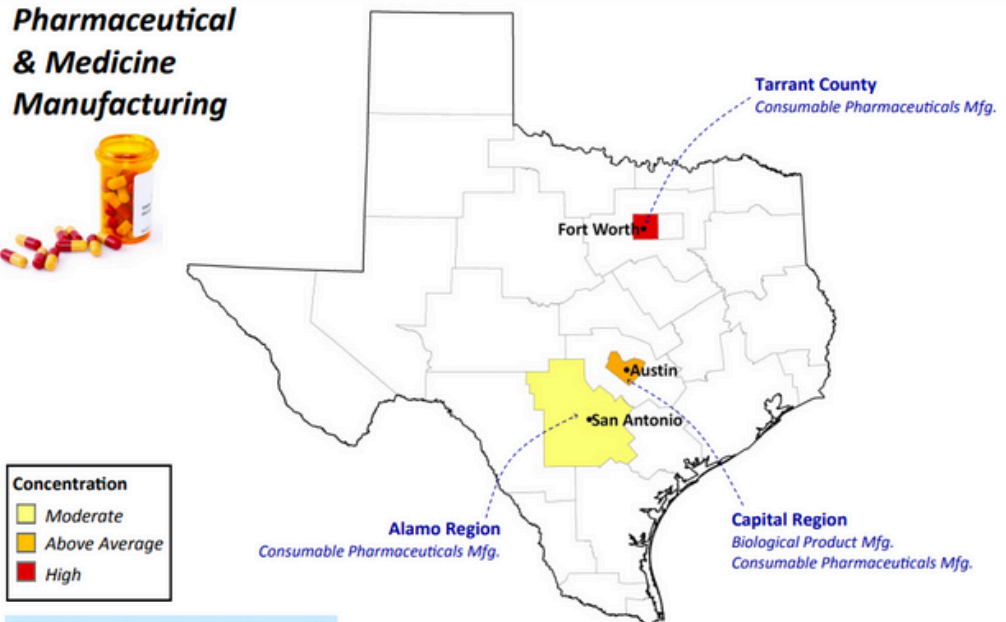 Pharmaceutical
& Medicine
Manufacturing
Tarrant County
Consumable Pharmaceuticals Mfg.
Fort Worth
Austin
San Antonio
Concentration
Moderate
Above Average
High
Alamo Region
Consumable Pharmaceuticals Mfg.
Capital Region
Biological Product Mfg.
Consumable Pharmaceuticals Mfg.